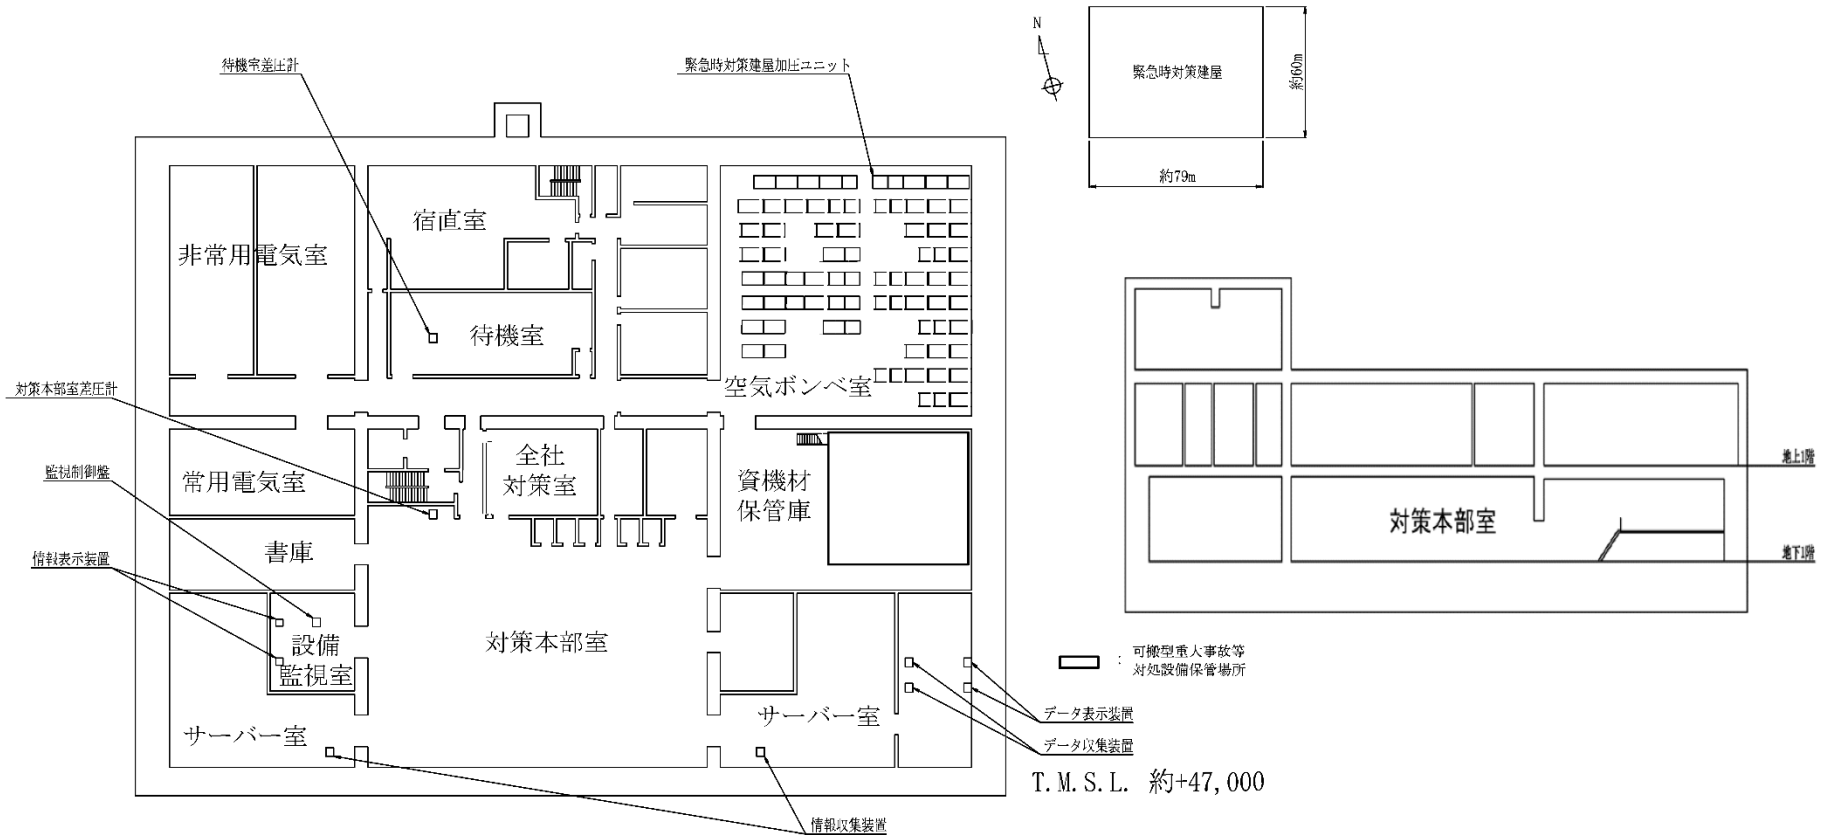 待機室差圧計
緊急時対策建屋加圧ユニット
N
緊急時対策建屋
約60m
約79m
宿直室
非常用電気室
待機室
対策本部室差圧計
空気ボンベ室
監視制御盤
常用電気室
全社
対策室
資機材
保管庫
情報表示装置
書庫
対策本部室
設備
監視室
サーバー室
サーバー室
データ表示装置
データ収集装置
情報収集装置
T.M.S.L. 約+47,000
地上1階
対策本部室
地下1階
: 可搬型重大事故等
対処設備保管場所